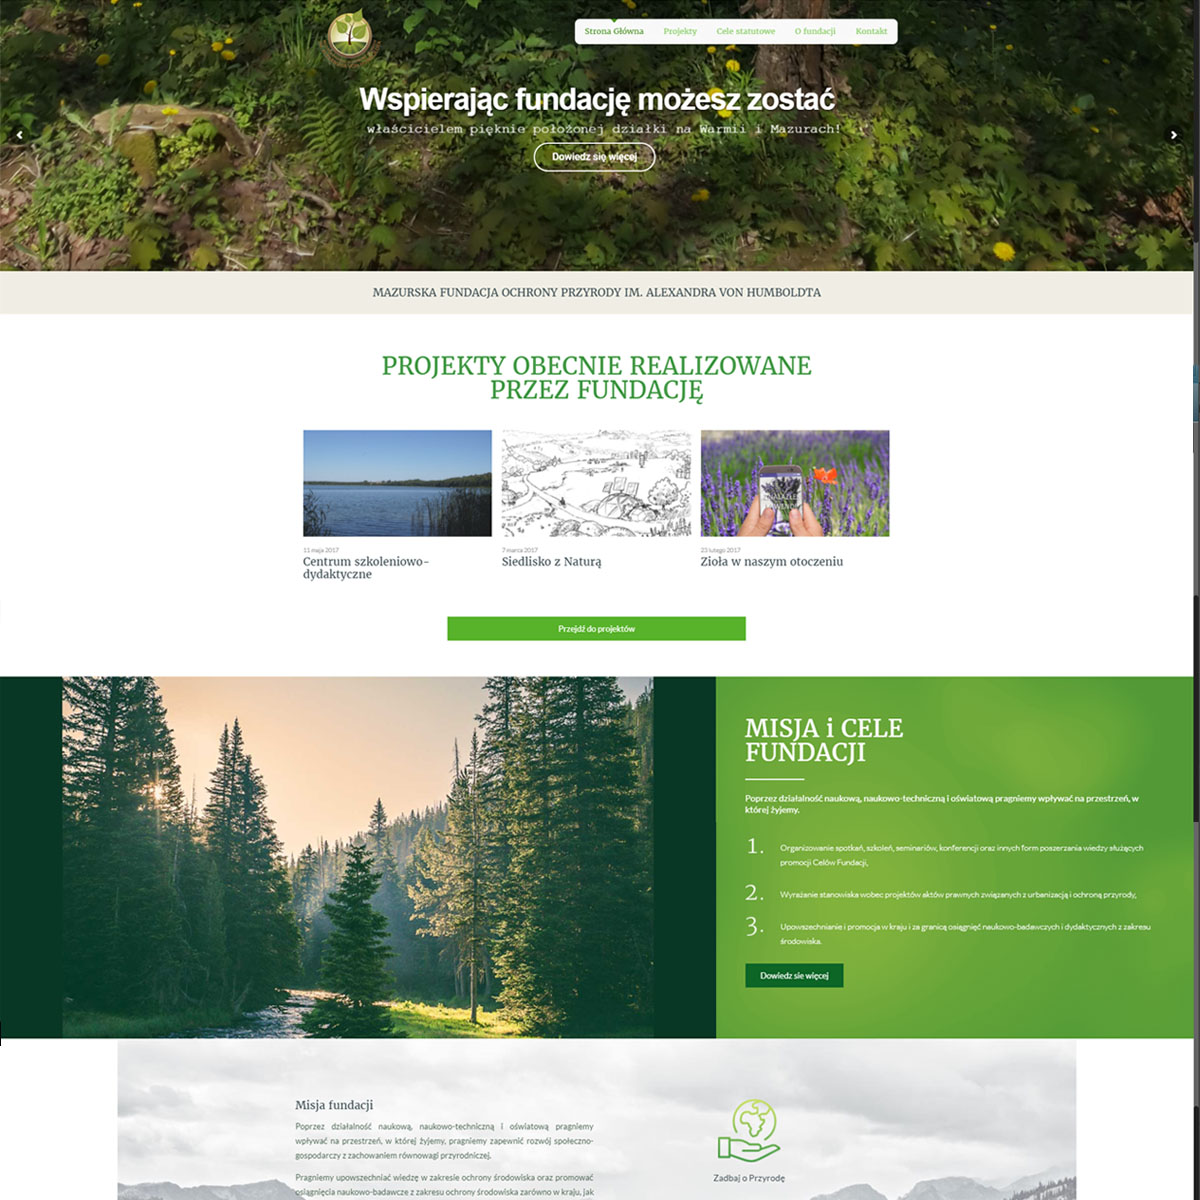 Strona Główna Projekty Cele statutowe O fundacji Kontakt
Wspierając fundację możesz zostać
właścicielem pięknie położonej działki na Warmii i Mazurach!
Dowiedz się więcej
MAZURSKA FUNDACJA OCHRONY PRZYRODY IM. ALEXANDRA VON HUMBOLDTA
PROJEKTY OBECNIE REALIZOWANE
PRZEZ FUNDACJĘ
11 maja 2017
Centrum szkoleniowo-
dydaktyczne
7 marca 2017
Siedlisko z Naturą
23 lutego 2017
Zioła w naszym otoczeniu
Przejdź do projektów
MISJA i CELE
FUNDACJI
Poprzez działalność naukową, naukowo-techniczną i oświatową pragniemy wpływać na przestrzeń, w
której żyjemy.
1. Organizowanie spotkań, szkoleń, seminariów, konferencji oraz innych form poszerzania wiedzy służących
promocji Celów Fundacji,
2. Wyrażanie stanowiska wobec projektów aktów prawnych związanych z urbanizacją i ochroną przyrody,
3. Upowszechnianie i promocja w kraju i za granicą osiągnięć naukowo-badawczych i dydaktycznych z zakresu
środowiska.
Dowiedz sie więcej
Misja fundacji
Poprzez działalność naukową, naukowo-techniczną i oświatową pragniemy
wpływać na przestrzeń, w której żyjemy, pragniemy zapewnić rozwój społeczno-
gospodarczy z zachowaniem równowagi przyrodniczej.
Pragniemy upowszechniać wiedzę w zakresie ochrony środowiska oraz promować
osiągnięcia naukowo-badawcze z zakresu ochrony środowiska zarówno w kraju, jak
Zadbaj o Przyrodę